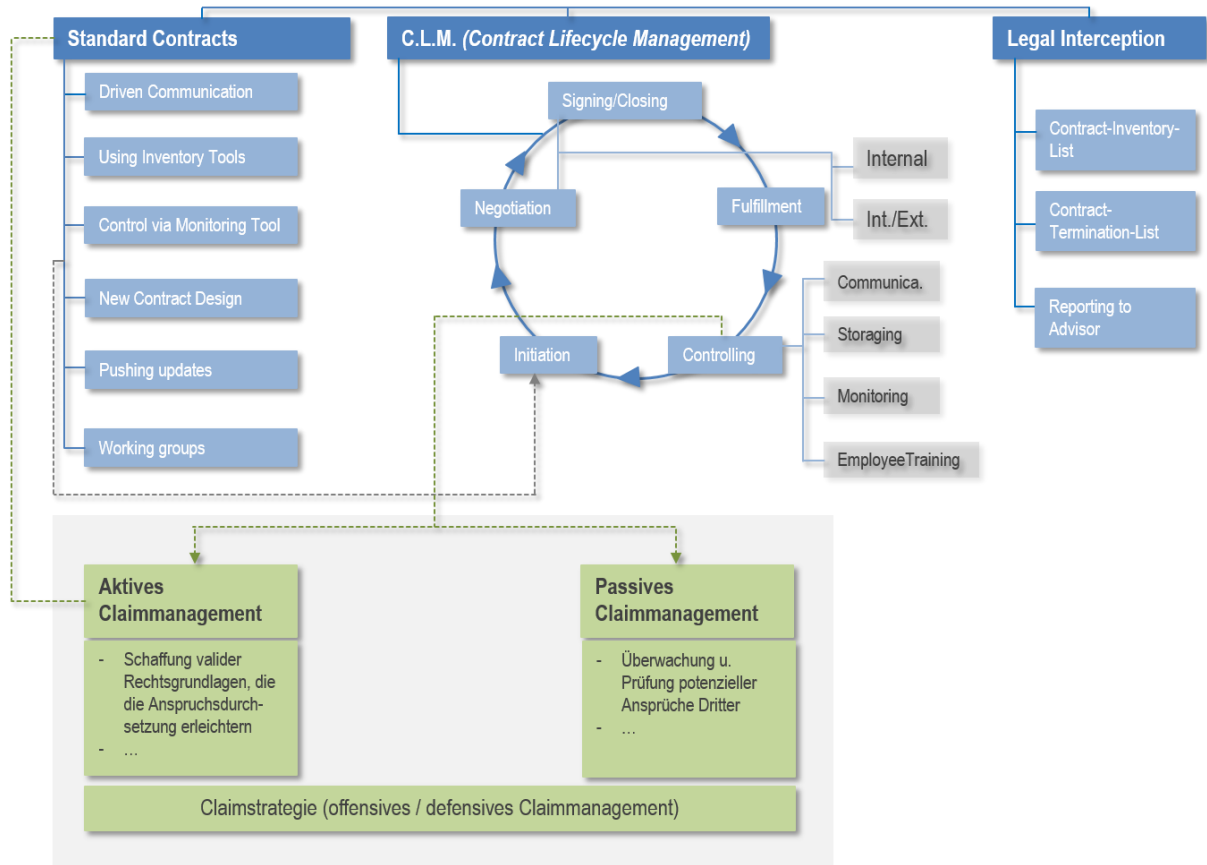 Standard Contracts
Driven Communication
Using Inventory Tools
Control via Monitoring Tool
New Contract Design
Pushing updates
Working groups
C.L.M. (Contract Lifecycle Management)
Signing/Closing
Negotiation
Fulfillment
Initiation
Controlling
Internal
Int./Ext.
Communica.
Storaging
Monitoring
EmployeeTraining
Legal Interception
Contract-Inventory-
List
Contract-
Termination-List
Reporting to
Advisor
Aktives
Claimmanagement
- Schaffung valider
Rechtsgrundlagen, die
die Anspruchsdurch-
setzung erleichtern
- …
Passives
Claimmanagement
- Überwachung u.
Prüfung potenzieller
Ansprüche Dritter
- …
Claimstrategie (offensives / defensives Claimmanagement)